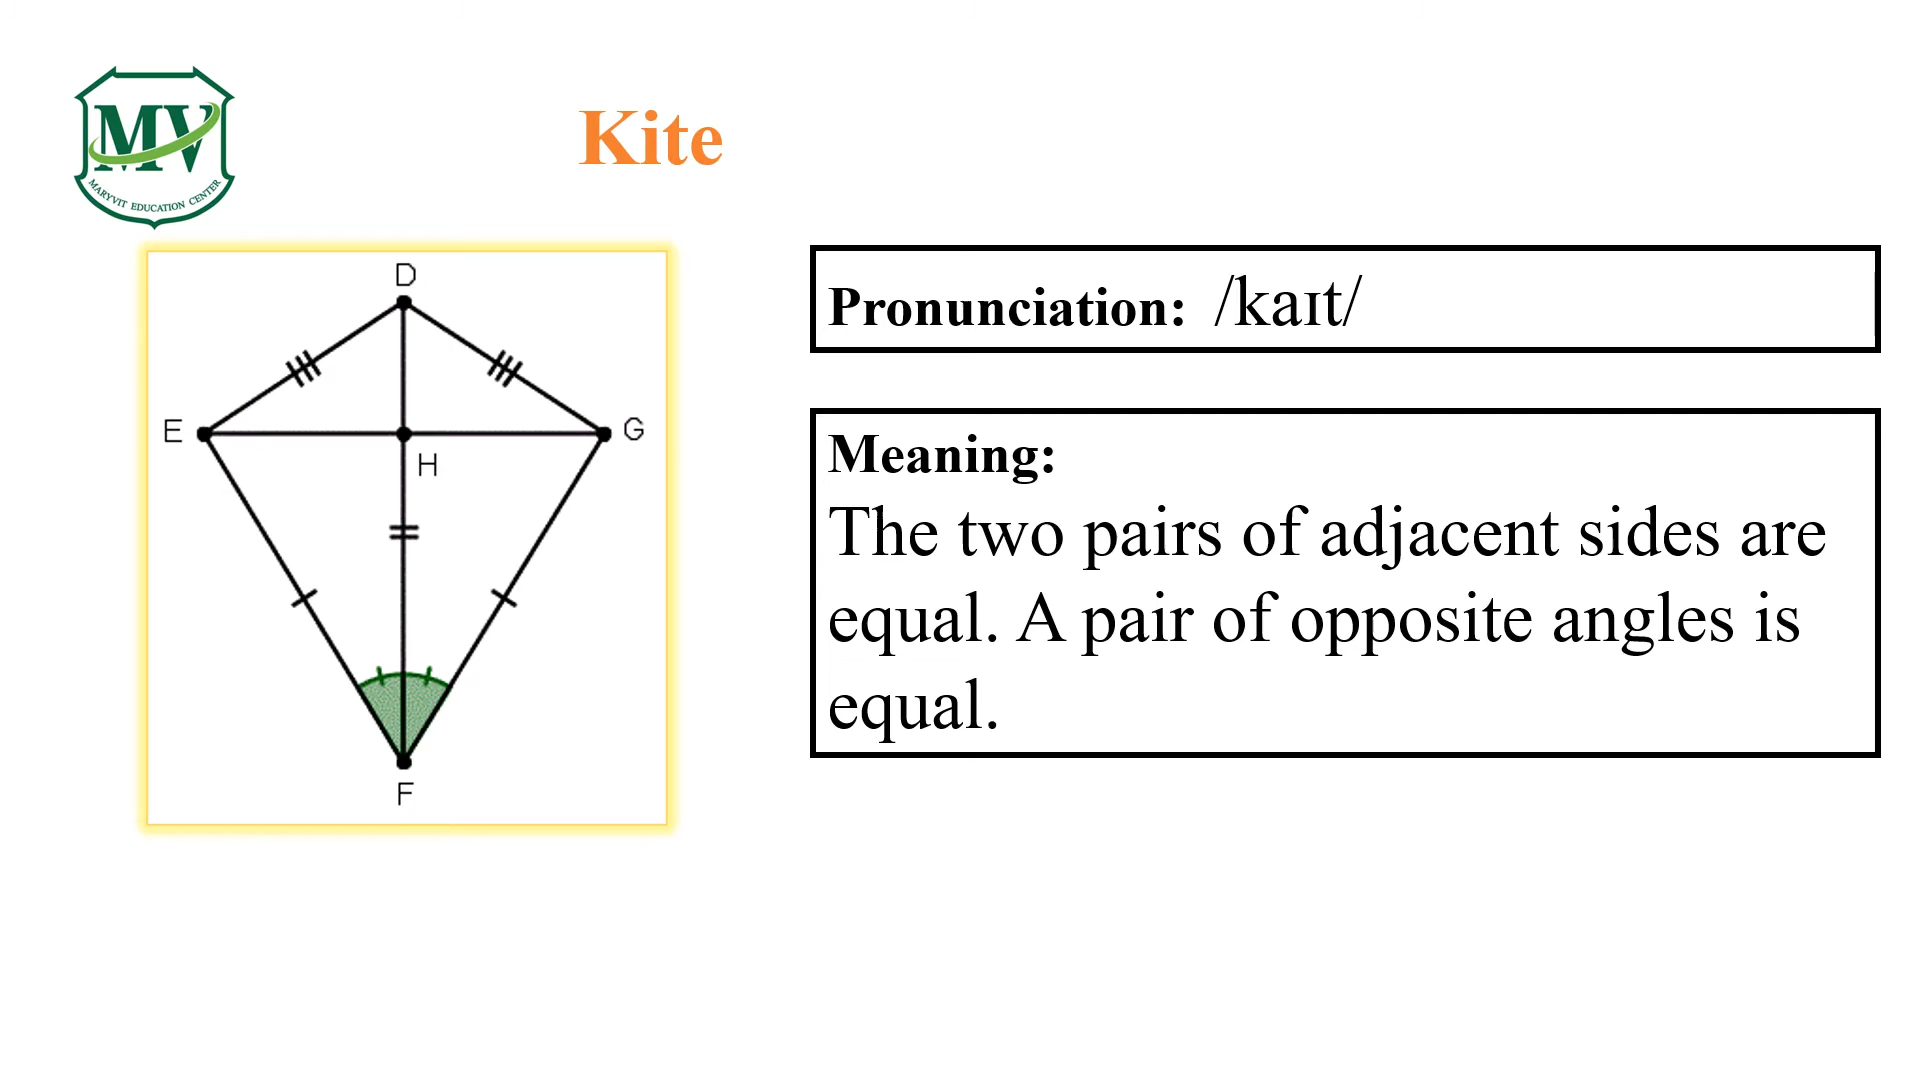 MV
MARYVIT EDUCATION CENTER
Kite
D
E
G
H
F
Pronunciation: /kaɪt/
Meaning:
The two pairs of adjacent sides are
equal. A pair of opposite angles is
equal.